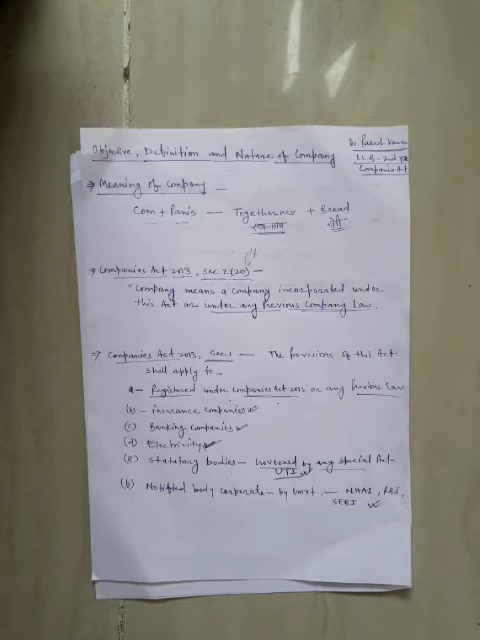 Objective, Definition and Nature of Company
Dr. Paresh Kumar
LL.B - 2nd
Companies Act
→ Meaning of Company -
Com + Panis — Togetherness + Bread
साथ-साथ रोटी
→ Companies Act 2013, Sec 2(20) -
"Company means a Company incorporated under
this Act or under any Previous Company Law.
→ Companies Act 2013, Sec. 1 — The provisions of this Act
shall apply to -
a - Registered under Companies Act 2013 or any Previous Law
(b) - insurance companies ✓
(c) Banking Companies ✓
(d) Electricity ✓
(e) Statutory bodies - Governed by any special Act -
UTI ✓
(f) Notified body corporate - by Govt. — NHAI, RBI,
SEBI ✓